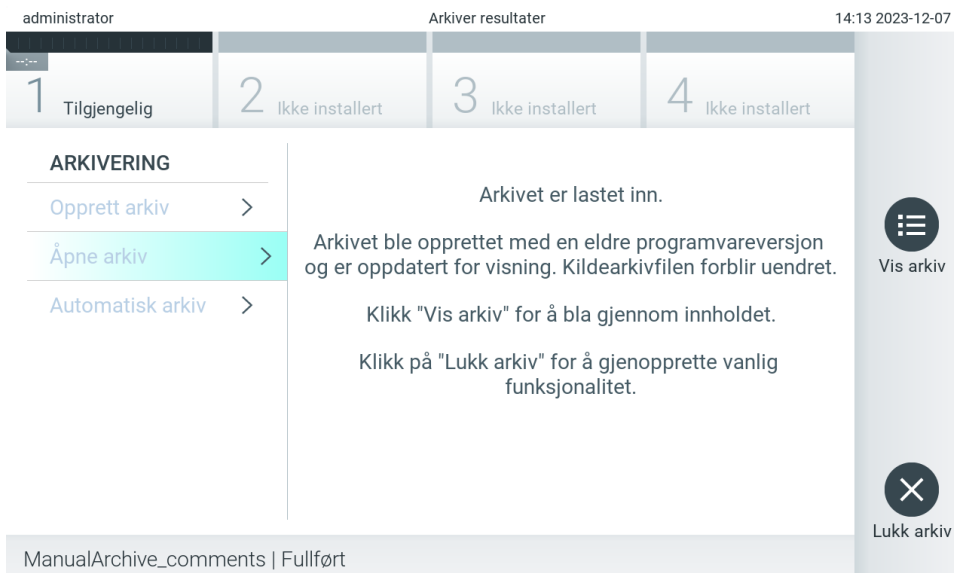 administrator
Arkiver resultater
14:13 2023-12-07
--:--
1 Tilgjengelig
2 Ikke installert
3 Ikke installert
4 Ikke installert
ARKIVERING
Opprett arkiv
Åpne arkiv
Automatisk arkiv
Arkivet er lastet inn.
Arkivet ble opprettet med en eldre programvareversjon
og er oppdatert for visning. Kildearkivfilen forblir uendret.
Klikk "Vis arkiv" for å bla gjennom innholdet.
Klikk på "Lukk arkiv" for å gjenopprette vanlig
funksjonalitet.
Vis arkiv
Lukk arkiv
ManualArchive_comments | Fullført